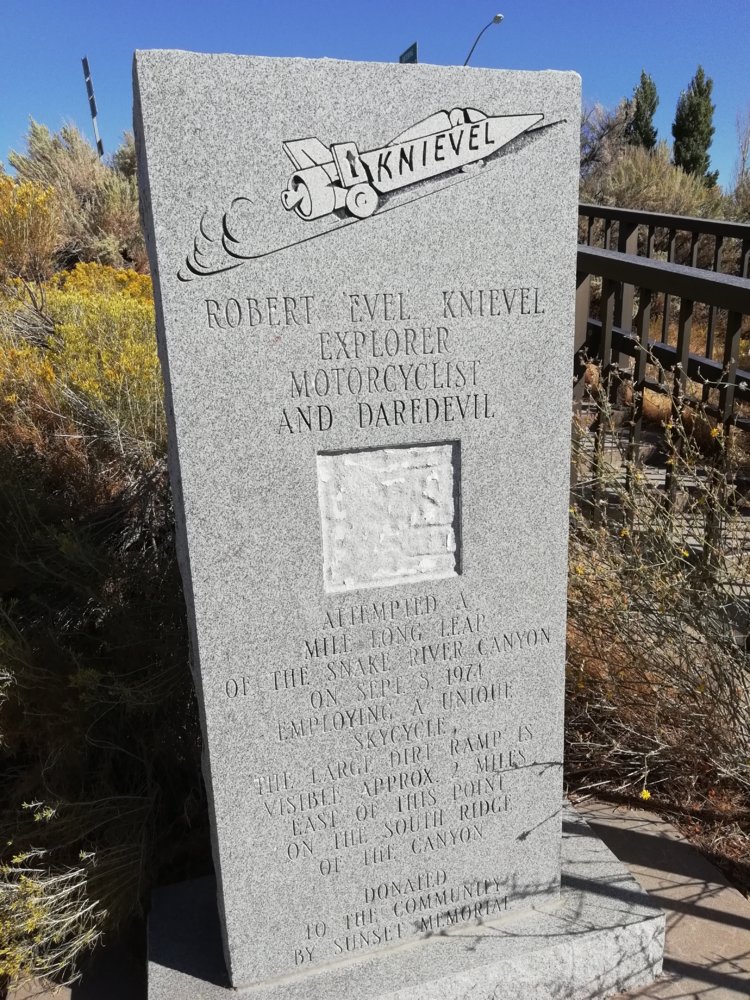 KNIEVEL
ROBERT 'EVEL KNIEVEL
EXPLORER
MOTORCYCLIST
AND DAREDEVIL
ATTEMPTED A
MILE LONG LEAP
OF THE SNAKE RIVER CANYON
ON SEPT. 8, 1974
EMPLOYING A UNIQUE
SKYCYCLE,
THE LARGE DIRT RAMP IS
VISIBLE APPROX. 2 MILES
EAST OF THIS POINT
ON THE SOUTH RIDGE
OF THE CANYON
DONATED
TO THE COMMUNITY
BY SUNSET MEMORIAL